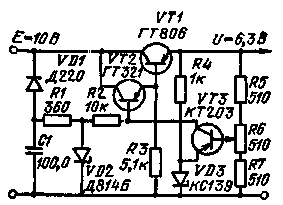 E=10В
VT1
ГТ806
U=6,3В
VD1
Д220
VT2
ГТ321
R4
1к
R1
360
R2
10к
VT3
КТ203
R5
510
R6
510
C1
100,0
VD2
Д814Б
R3
5,1к
VD3
КС139
R7
510